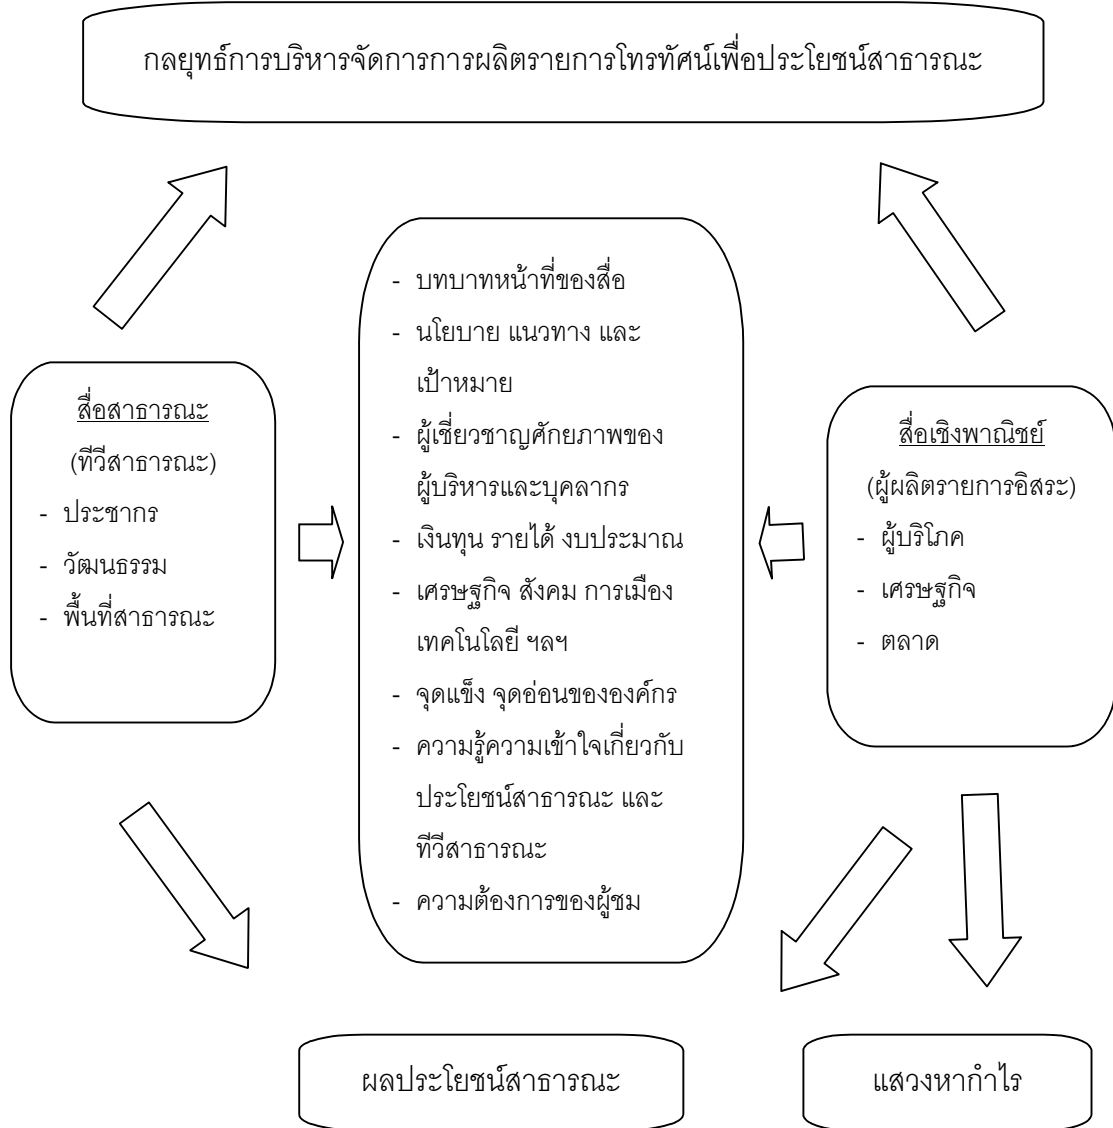 กลยุทธ์การบริหารจัดการการผลิตรายการโทรทัศน์เพื่อประโยชน์สาธารณะ
สื่อสาธารณะ
(ทีวีสาธารณะ)
- ประชากร
- วัฒนธรรม
- พื้นที่สาธารณะ
- บทบาทหน้าที่ของสื่อ
- นโยบาย แนวทาง และ
เป้าหมาย
- ผู้เชี่ยวชาญศักยภาพของ
ผู้บริหารและบุคลากร
- เงินทุน รายได้ งบประมาณ
- เศรษฐกิจ สังคม การเมือง
เทคโนโลยี ฯลฯ
- จุดแข็ง จุดอ่อนขององค์กร
- ความรู้ความเข้าใจเกี่ยวกับ
ประโยชน์สาธารณะ และ
ทีวีสาธารณะ
- ความต้องการของผู้ชม
สื่อเชิงพาณิชย์
(ผู้ผลิตรายการอิสระ)
- ผู้บริโภค
- เศรษฐกิจ
- ตลาด
ผลประโยชน์สาธารณะ
แสวงหากำไร